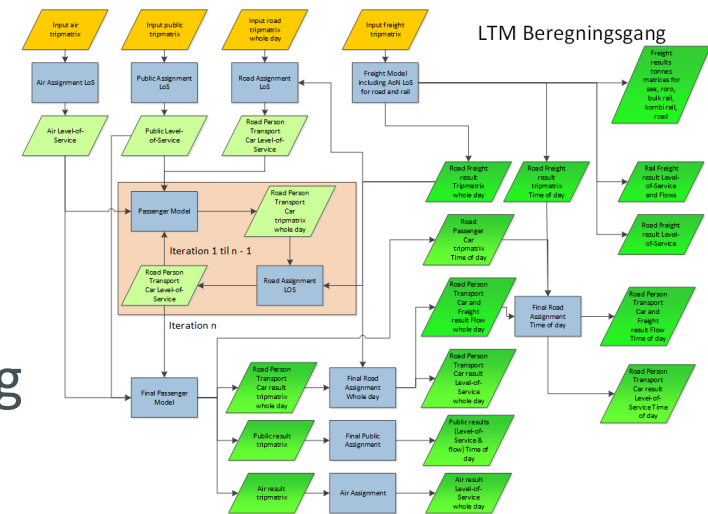 LTM Beregningsgang
Input air
tripmatrix
Input public
tripmatrix
Input road
tripmatrix
whole day
Input freight
tripmatrix
Air Assignment LoS
Public Assignment
LoS
Road Assignment
LoS
Freight Model
including AoN LoS
for road and rail
Freight
results
tonnes
matrices for
sea, roro,
bulk rail,
kombi rail,
road
Air Level-of-
Service
Public Level-
of-Service
Road Person
Transport
Car Level-of-
Service
Road Freight
result
Tripmatrix
whole day
Road Freight
result
tripmatrix
Time of day
Rail Freight
result Level-
of-Service
and Flows
Road Freight
result Level-
of-Service
Passenger Model
Road Person
Transport
Car
tripmatrix
whole day
Iteration 1 til n - 1
Road Person
Transport
Car Level-of-
Service
Road Assignment
LOS
Iteration n
Road
Passenger
Car
tripmatrix
Time of day
Road Person
Transport
Car and
Freight
result Flow
whole day
Final Road
Assignment
Time of day
Road Person
Transport
Car and
Freight
result Flow
Time of day
g
Final Passenger
Model
Road Person
Transport
Car result
tripmatrix
whole day
Final Road
Assignment
Whole day
Road Person
Transport
Car result
Level-of-
Service
whole day
Road Person
Transport
Car result
Level-of-
Service Time
of day
Public result
tripmatrix
Final Public
Assignment
Public results
(Level-of-
Service &
flow) Time of
day
Air result
tripmatrix
Air Assignment
Air result
Level-of-
Service
whole day